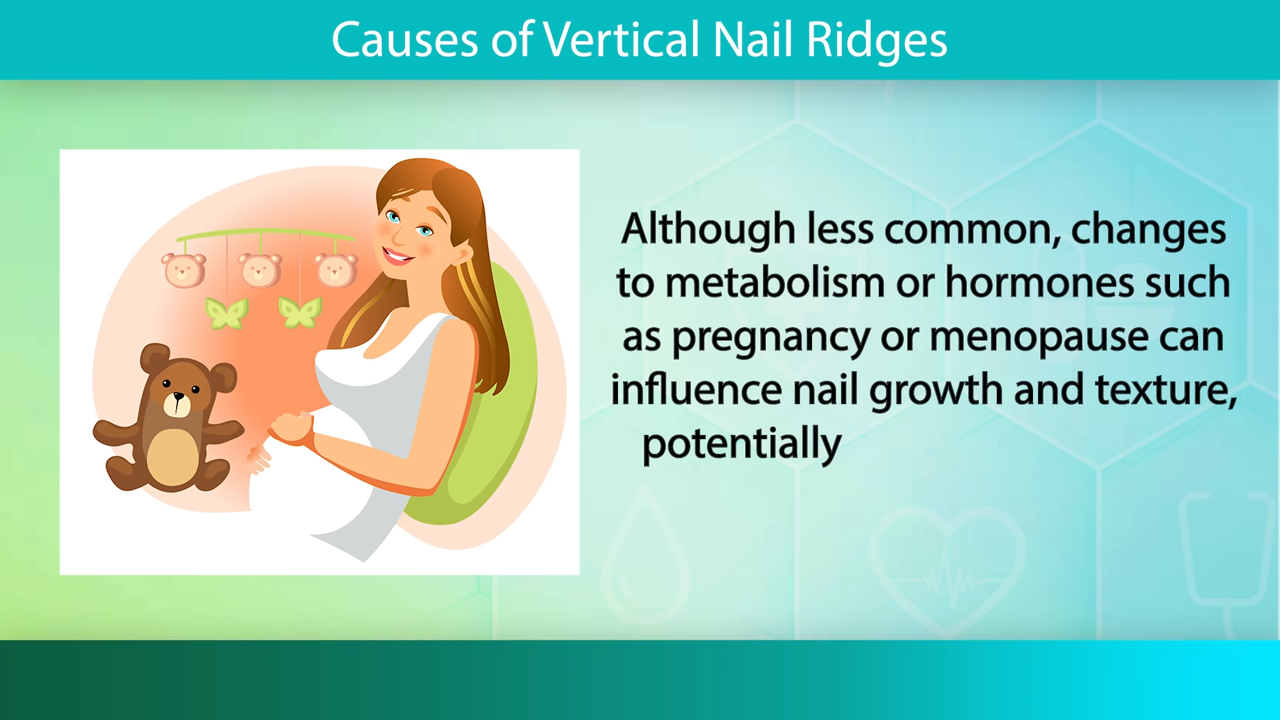 Causes of Vertical Nail Ridges
Although less common, changes
to metabolism or hormones such
as pregnancy or menopause can
influence nail growth and texture,
potentially